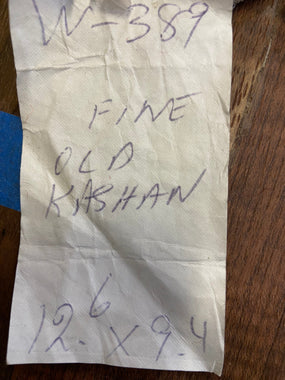 W-389
FINE
OLD
KASHAN
12.6 x 9.4